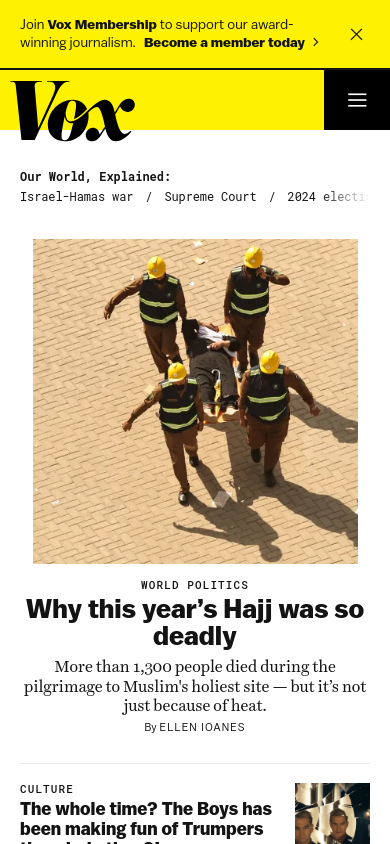 Join Vox Membership to support our award-
winning journalism. Become a member today
Vox
Our World, Explained:
Israel-Hamas war / Supreme Court / 2024 electi
WORLD POLITICS
Why this year’s Hajj was so
deadly
More than 1,300 people died during the
pilgrimage to Muslim's holiest site — but it’s not
just because of heat.
By ELLEN IOANES
CULTURE
The whole time? The Boys has
been making fun of Trumpers